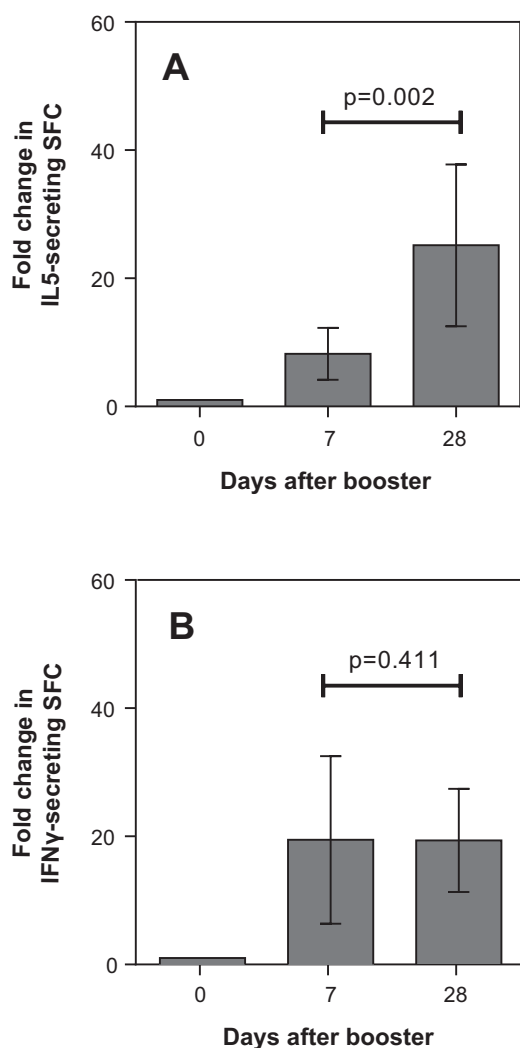 A
Fold change in
IL5-secreting SFC
60
40
20
0
p=0.002
0 7 28
Days after booster
B
Fold change in
IFNγ-secreting SFC
60
40
20
0
p=0.411
0 7 28
Days after booster